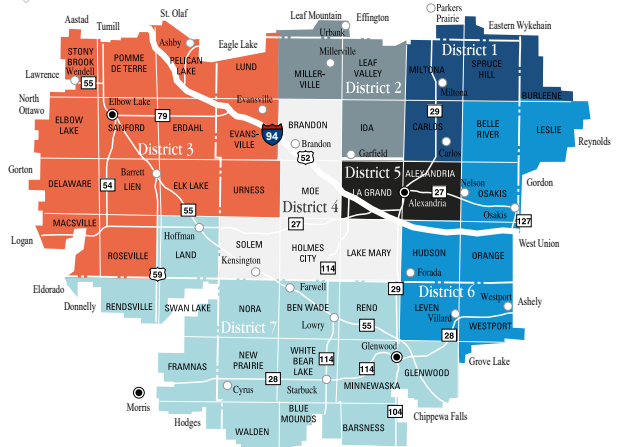 Parkers
Prairie
St. Olaf
Leaf Mountain
Effington
Aastad
Tumill
Urbank
Eastern Wykehain
Ashby
Eagle Lake
District 1
STONY
BROOK
Wendell
POMME
DE TERRE
PELICAN
LAKE
LUND
Millerville
MILLER-
VILLE
LEAF
VALLEY
MILTONA
SPRUCE
HILL
Lawrence
55
District 2
Miltona
BURLEENE
North
Ottawo
Elbow Lake
Evansville
29
ELBOW
LAKE
SANFORD
79
ERDAHL
EVANS-
VILLE
94
BRANDON
IDA
CARLOS
BELLE
RIVER
LESLIE
Reynolds
District 3
Brandon
52
Garfield
Carlos
Gorton
Barrett
LIEN
District 5
ALEXANDRIA
Gordon
DELAWARE
54
ELK LAKE
URNESS
MOE
LA GRAND
27
Nelson
OSAKIS
Alexandria
55
District 4
Osakis
127
MACSVILLE
27
Logan
Hoffman
West Union
ROSEVILLE
LAND
SOLEM
Kensington
HOLMES
CITY
LAKE MARY
HUDSON
ORANGE
59
114
Forada
Eldorado
Farwell
29
District 6
Donnelly
RENDSVILLE
SWAN LAKE
NORA
BEN WADE
RENO
LEVEN
Westport
Ashely
Villard
District 7
Lowry
55
WESTPORT
28
Glenwood
FRAMNAS
NEW
PRAIRIE
WHITE
BEAR
LAKE
114
114
GLENWOOD
Grove Lake
28
MINNEWASKA
Cyrus
Starbuck
Morris
Hodges
BLUE
MOUNDS
104
Chippewa Falls
WALDEN
BARSNESS